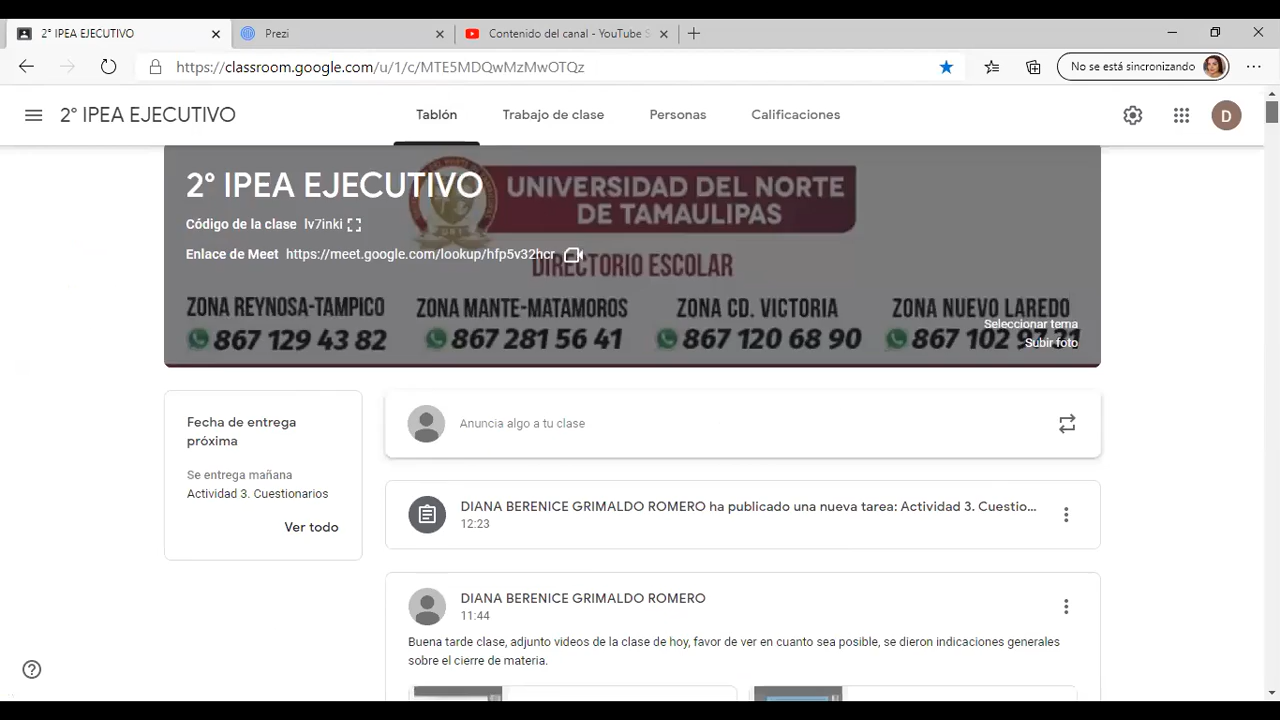 2° IPEA EJECUTIVO
Prezi
Contenido del canal - YouTube S
https://classroom.google.com/u/1/c/MTE5MDQwMzMwOTQz
No se está sincronizando
2° IPEA EJECUTIVO
Tablón
Trabajo de clase
Personas
Calificaciones
D
2° IPEA EJECUTIVO
UNIVERSIDAD DEL NORTE
DE TAMAULIPAS
Código de la clase lv7inki
Enlace de Meet https://meet.google.com/lookup/hfp5v32hcr
DIRECTORIO ESCOLAR
ZONA REYNOSA-TAMPICO
ZONA MANTE-MATAMOROS
ZONA CD. VICTORIA
ZONA NUEVO LAREDO
Seleccionar tema
867 129 43 82
867 281 56 41
867 120 68 90
867 102
Subir foto
Fecha de entrega
próxima
Se entrega mañana
Actividad 3. Cuestionarios
Ver todo
Anuncia algo a tu clase
DIANA BERENICE GRIMALDO ROMERO ha publicado una nueva tarea: Actividad 3. Cuestio...
12:23
DIANA BERENICE GRIMALDO ROMERO
11:44
Buena tarde clase, adjunto videos de la clase de hoy, favor de ver en cuanto sea posible, se dieron indicaciones generales
sobre el cierre de materia.